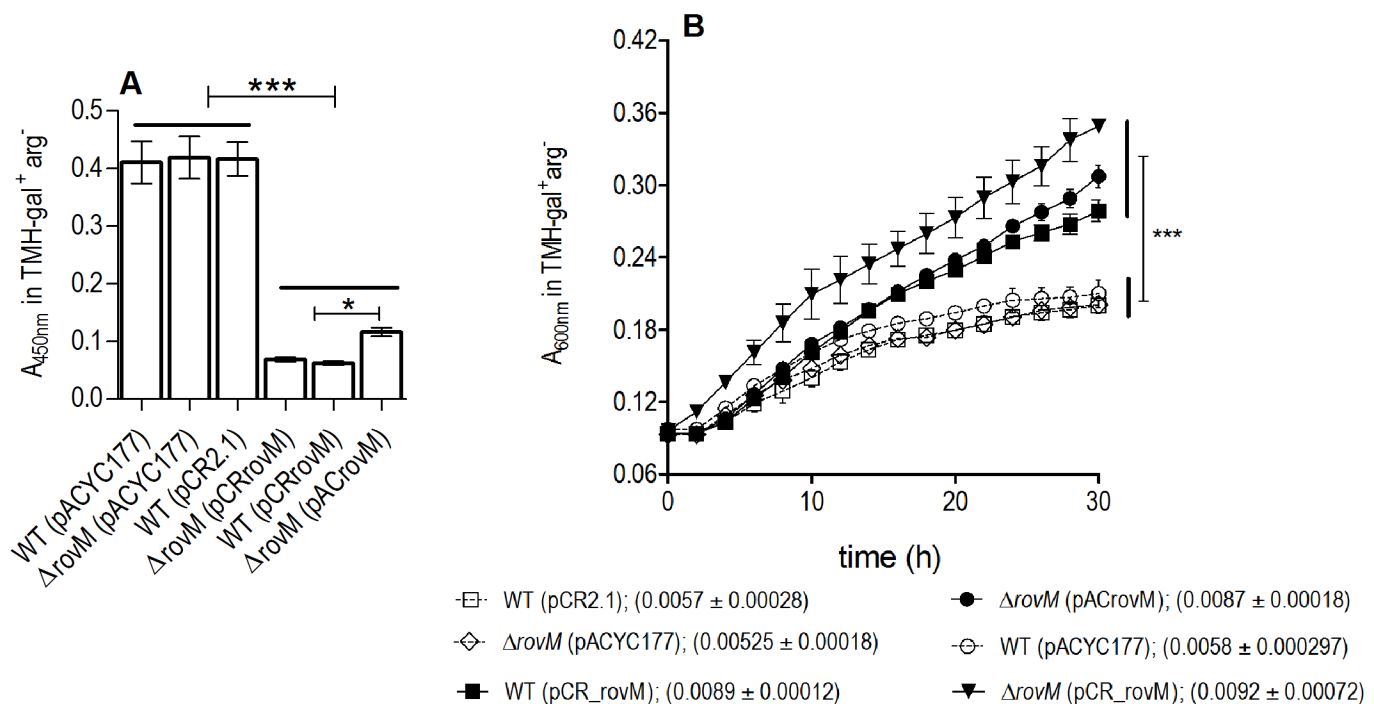 A
***
A450nm in TMH-gal+arg-
0.5
0.4
0.3
0.2
0.1
0.0
*
WT (pACYC177)
ΔrovM (pACYC177)
WT (pCR2.1)
ΔrovM (pCRrovM)
WT (pCRrovM)
ΔrovM (pACrovM)
B
A600nm in TMH-gal+arg-
0.42
0.36
0.30
0.24
0.18
0.12
0.06
***
0 10 20 30
time (h)
WT (pCR2.1); (0.0057 ± 0.00028)
ΔrovM (pACYC177); (0.00525 ± 0.00018)
WT (pCR_rovM); (0.0089 ± 0.00012)
ΔrovM (pACrovM); (0.0087 ± 0.00018)
WT (pACYC177); (0.0058 ± 0.000297)
ΔrovM (pCR_rovM); (0.0092 ± 0.00072)